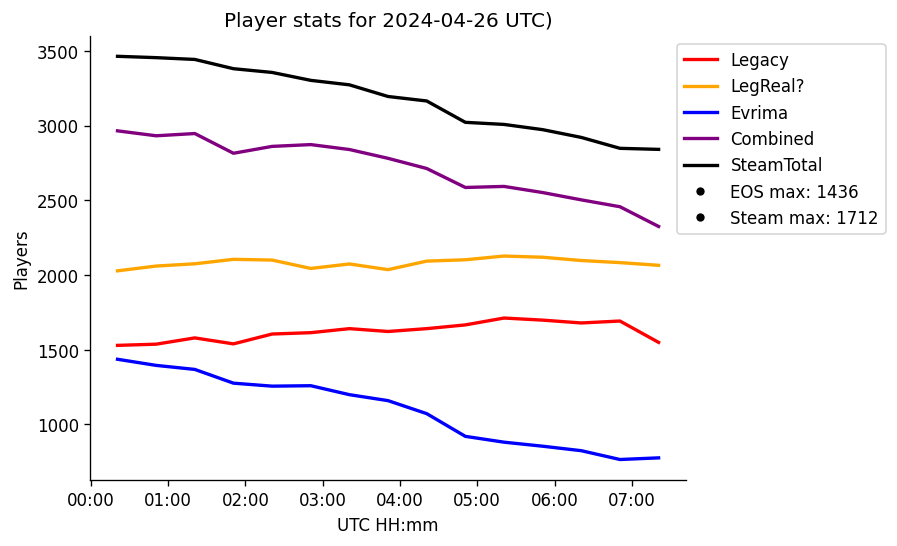 Player stats for 2024-04-26 UTC)
3500
3000
2500
2000
1500
1000
Players
00:00 01:00 02:00 03:00 04:00 05:00 06:00 07:00
UTC HH:mm
Legacy
LegReal?
Evrima
Combined
SteamTotal
EOS max: 1436
Steam max: 1712